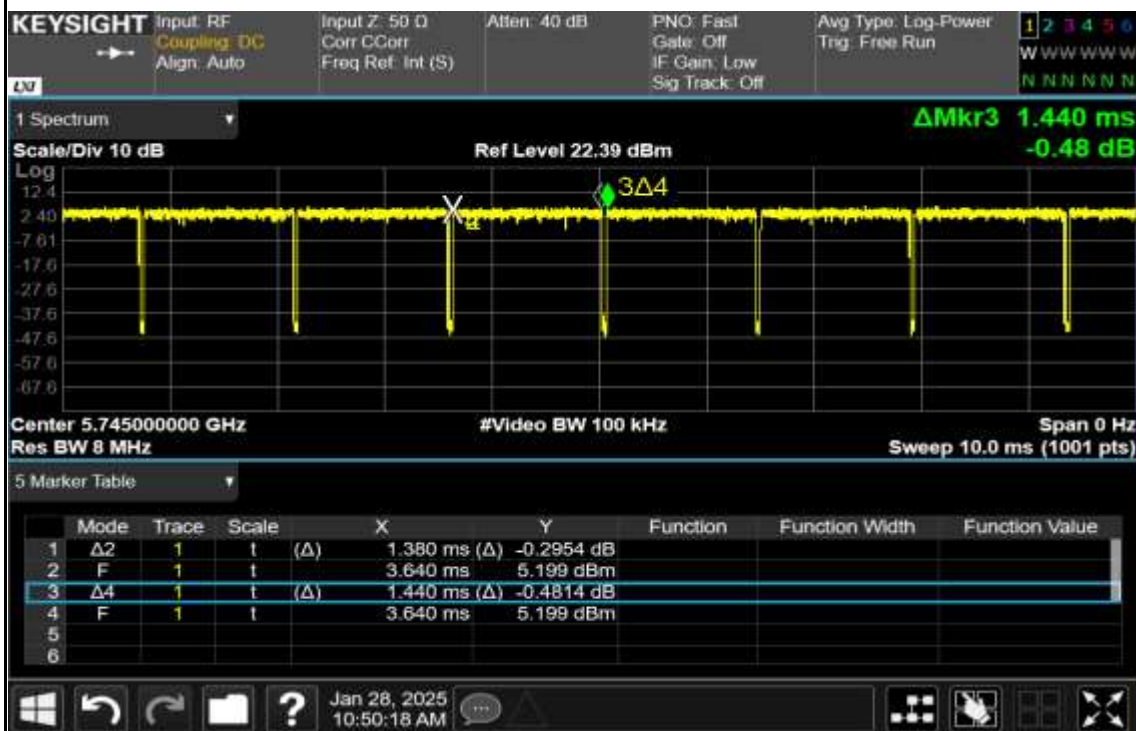 KEYSIGHT Input: RF Input Z: 50 Ω Atten: 40 dB PNO: Fast Avg Type: Log-Power 1 2 3 4 5 6
Coupling: DC Corr CCorr Gate: Off Trig: Free Run W W W W W W
Align: Auto Freq Ref: Int (S) IF Gain: Low
LXI Sig Track: Off N N N N N N
1 Spectrum ΔMkr3 1.440 ms
Scale/Div 10 dB Ref Level 22.39 dBm -0.48 dB
Log
12.4 3Δ4
2.40 X
-7.61
-17.6
-27.6
-37.6
-47.6
-57.6
-67.6
Center 5.745000000 GHz #Video BW 100 kHz Span 0 Hz
Res BW 8 MHz Sweep 10.0 ms (1001 pts)
5 Marker Table
Mode Trace Scale X Y Function Function Width Function Value
1 Δ2 1 t (Δ) 1.380 ms (Δ) -0.2954 dB
2 F 1 t 3.640 ms 5.199 dBm
3 Δ4 1 t (Δ) 1.440 ms (Δ) -0.4814 dB
4 F 1 t 3.640 ms 5.199 dBm
5
6
? Jan 28, 2025
10:50:18 AM